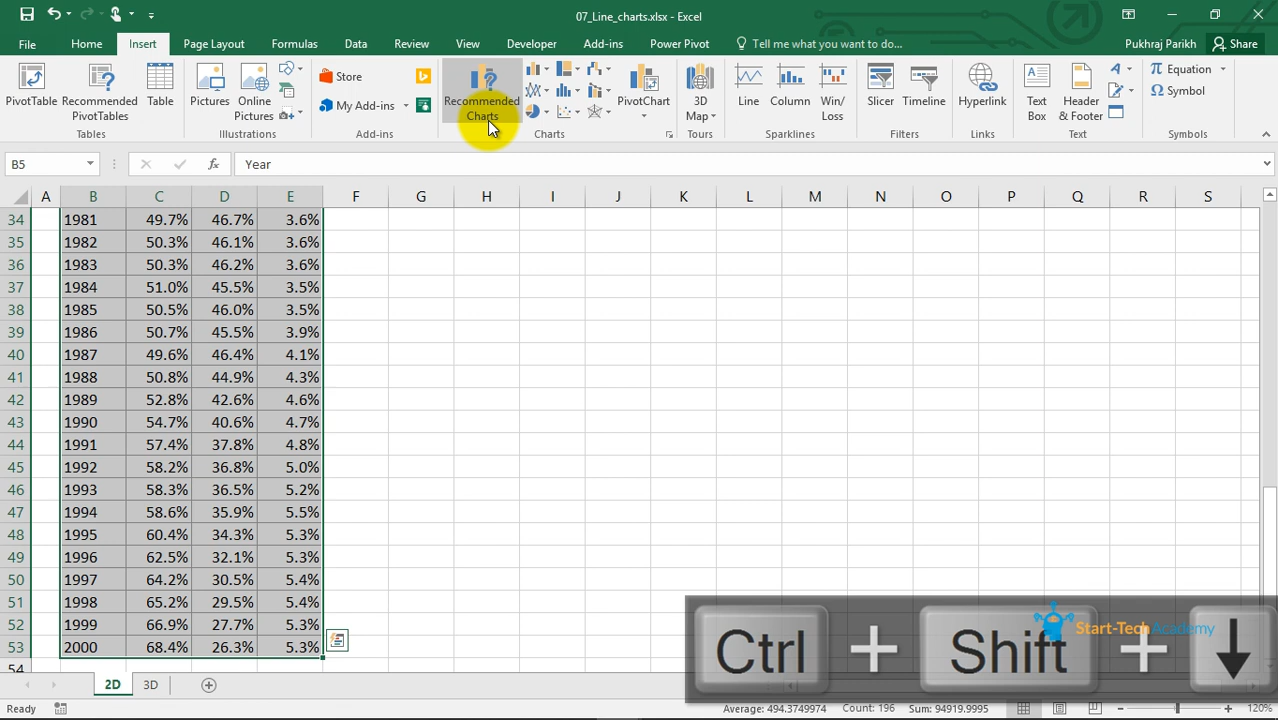 07_Line_charts.xlsx - Excel
File Home Insert Page Layout Formulas Data Review View Developer Add-ins Power Pivot Tell me what you want to do... Pukhraj Parikh Share
PivotTable
Recommended
PivotTables
Table
Tables
Pictures
Online
Pictures
Illustrations
Store
My Add-ins
Add-ins
Recommended
Charts
PivotChart
Charts
3D
Map
Tours
Line
Column
Win/
Loss
Sparklines
Slicer
Timeline
Filters
Hyperlink
Links
Text
Box
Header
& Footer
Text
Equation
Symbol
Symbols
B5 fx Year
A B C D E F G H I J K L M N O P Q R S
34 1981 49.7% 46.7% 3.6%
35 1982 50.3% 46.1% 3.6%
36 1983 50.3% 46.2% 3.6%
37 1984 51.0% 45.5% 3.5%
38 1985 50.5% 46.0% 3.5%
39 1986 50.7% 45.5% 3.9%
40 1987 49.6% 46.4% 4.1%
41 1988 50.8% 44.9% 4.3%
42 1989 52.8% 42.6% 4.6%
43 1990 54.7% 40.6% 4.7%
44 1991 57.4% 37.8% 4.8%
45 1992 58.2% 36.8% 5.0%
46 1993 58.3% 36.5% 5.2%
47 1994 58.6% 35.9% 5.5%
48 1995 60.4% 34.3% 5.3%
49 1996 62.5% 32.1% 5.3%
50 1997 64.2% 30.5% 5.4%
51 1998 65.2% 29.5% 5.4%
52 1999 66.9% 27.7% 5.3%
53 2000 68.4% 26.3% 5.3%
54
Ctrl + Shift + ↓
Start-Tech Academy
2D 3D
Ready Average: 494.3749974 Count: 196 Sum: 94919.9995 120%